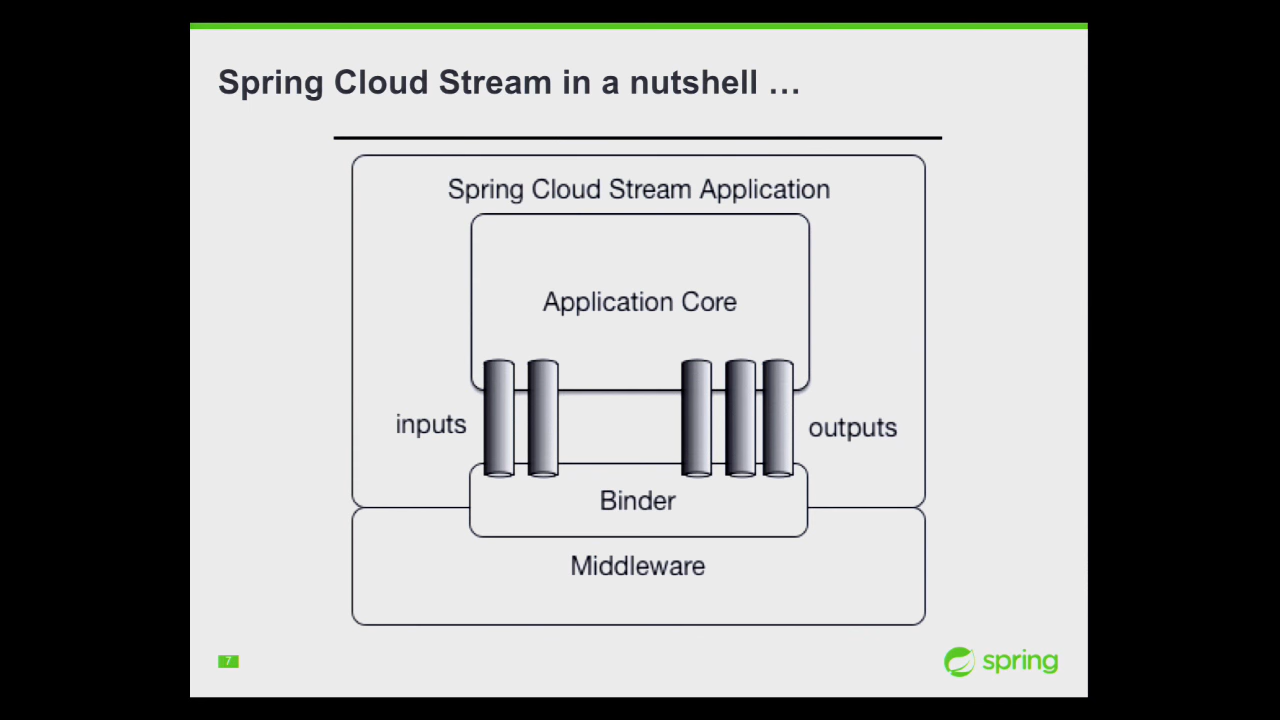 Spring Cloud Stream in a nutshell …
Spring Cloud Stream Application
Application Core
inputs
outputs
Binder
Middleware
7
spring